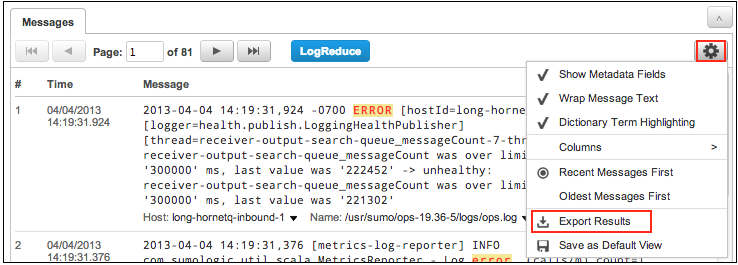 Messages
Page: 1 of 81 LogReduce
# Time Message
1 04/04/2013 14:19:31.924
2013-04-04 14:19:31,924 -0700 ERROR [hostId=long-horne
[logger=health.publish.LoggingHealthPublisher]
[thread=receiver-output-search-queue_messageCount-7-thr
receiver-output-search-queue_messageCount was over limi
'300000' ms, last value was '222452' -> unhealthy:
receiver-output-search-queue_messageCount was over limi
'300000' ms, last value was '221302'
Host: long-hornetq-inbound-1 Name: /usr/sumo/ops-19.36-5/logs/ops.log
2 04/04/2013 14:19:31.376
2013-04-04 14:19:31,376 [metrics-log-reporter] INFO
com.sumologic.util.scala.MetricsReporter - Log error (calls/m) count=1
Show Metadata Fields
Wrap Message Text
Dictionary Term Highlighting
Columns >
Recent Messages First
Oldest Messages First
Export Results
Save as Default View